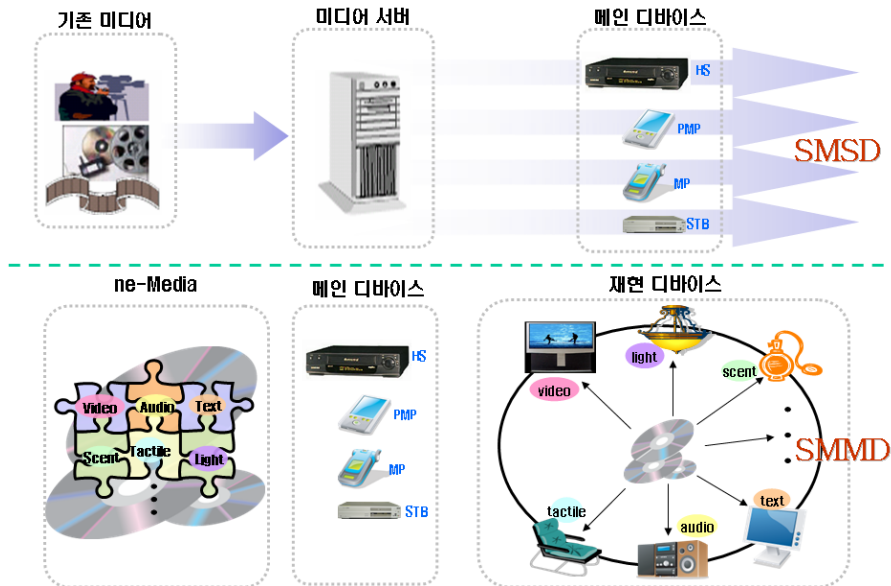 기존 미디어
미디어 서버
메인 디바이스
HS
PMP
MP
STB
SMSD
ne-Media
메인 디바이스
재현 디바이스
Video
Audio
Text
Scent
Tactile
Light
HS
PMP
MP
STB
video
light
scent
SMMD
text
audio
tactile